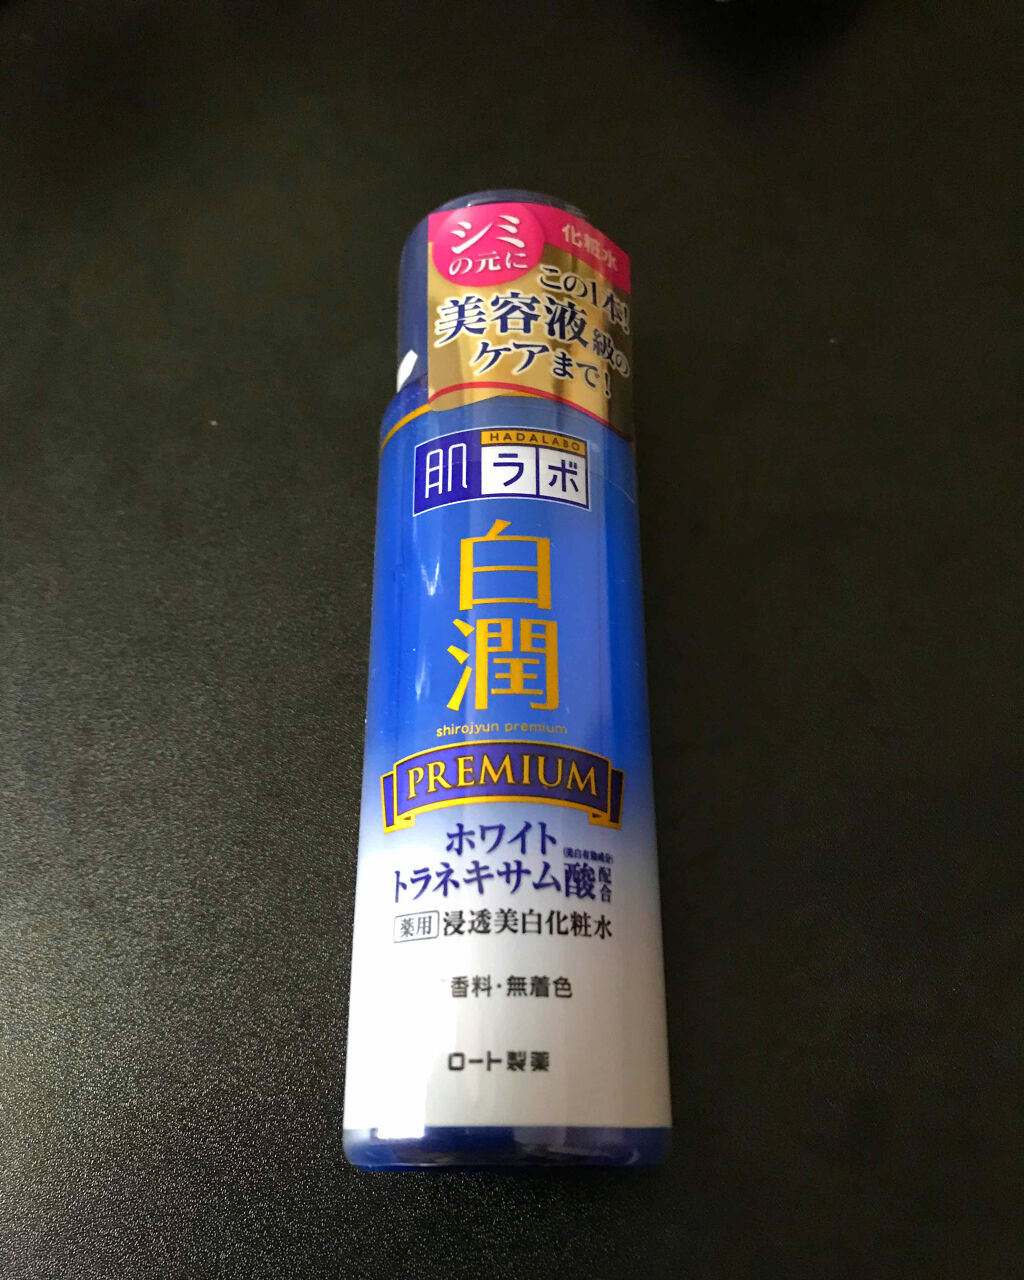 シミ
の元に
化粧水
この1本!
美容液級の
ケアまで!
HADALABO
肌ラボ
白
潤
shirojyun premium
PREMIUM
ホワイト
(美白有効成分)
トラネキサム酸配合
薬用 浸透美白化粧水
香料・無着色
ロート製薬